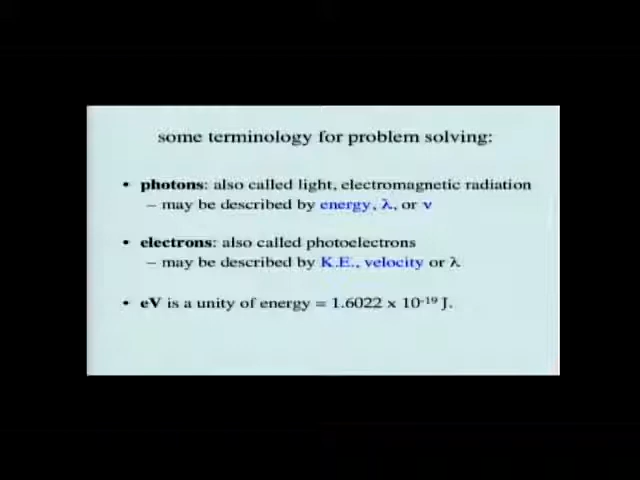 some terminology for problem solving:
• photons: also called light, electromagnetic radiation
– may be described by energy, λ, or ν
• electrons: also called photoelectrons
– may be described by K.E., velocity or λ
• eV is a unity of energy = 1.6022 x 10⁻¹⁹ J.